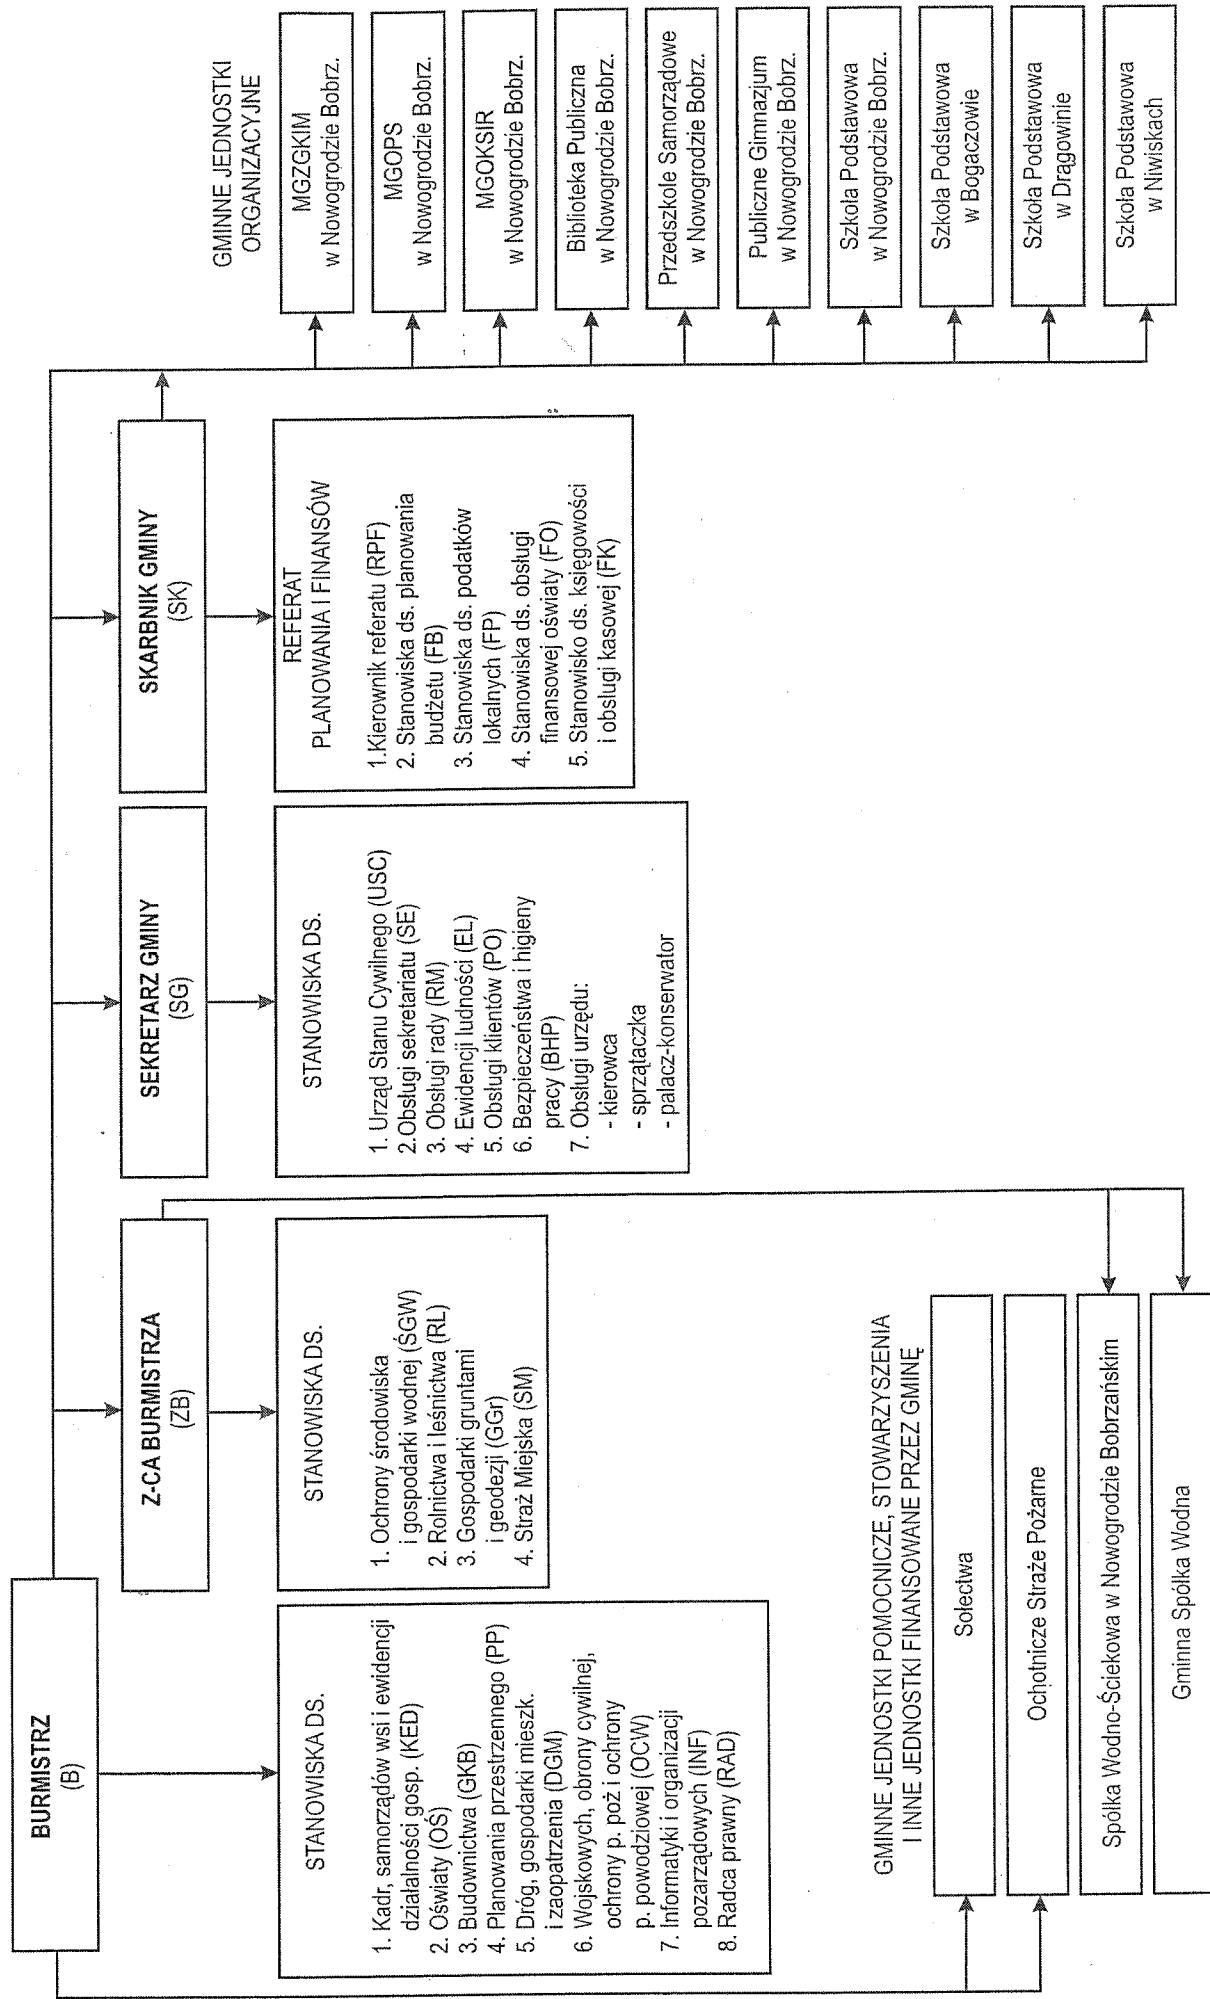 BURMISTRZ
(B)
STANOWISKA DS.
1. Kadr, samorządów wsi i ewidencji
działalności gosp. (KED)
2. Oświaty (OŚ)
3. Budownictwa (GKB)
4. Planowania przestrzennego (PP)
5. Dróg, gospodarki mieszk.
i zaopatrzenia (DGM)
6. Wojskowych, obrony cywilnej,
ochrony p. poż i ochrony
p. powodziowej (OCW)
7. Informatyki i organizacji
pozarządowych (INF)
8. Radca prawny (RAD)
Z-CA BURMISTRZA
(ZB)
STANOWISKA DS.
1. Ochrony środowiska
i gospodarki wodnej (ŚGW)
2. Rolnictwa i leśnictwa (RL)
3. Gospodarki gruntami
i geodezji (GGr)
4. Straż Miejska (SM)
SEKRETARZ GMINY
(SG)
STANOWISKA DS.
1. Urząd Stanu Cywilnego (USC)
2.Obsługi sekretariatu (SE)
3. Obsługi rady (RM)
4. Ewidencji ludności (EL)
5. Obsługi klientów (PO)
6. Bezpieczeństwa i higieny
pracy (BHP)
7. Obsługi urzędu:
- kierowca
- sprzątaczka
- palacz-konserwator
SKARBNIK GMINY
(SK)
REFERAT
PLANOWANIA I FINANSÓW
1.Kierownik referatu (RPF)
2. Stanowiska ds. planowania
budżetu (FB)
3. Stanowiska ds. podatków
lokalnych (FP)
4. Stanowiska ds. obsługi
finansowej oświaty (FO)
5. Stanowisko ds. księgowości
i obsługi kasowej (FK)
GMINNE JEDNOSTKI
ORGANIZACYJNE
MGZGKIM
w Nowogrodzie Bobrz.
MGOPS
w Nowogrodzie Bobrz.
MGOKSIR
w Nowogrodzie Bobrz.
Biblioteka Publiczna
w Nowogrodzie Bobrz.
Przedszkole Samorządowe
w Nowogrodzie Bobrz.
Publiczne Gimnazjum
w Nowogrodzie Bobrz.
Szkoła Podstawowa
w Nowogrodzie Bobrz.
Szkoła Podstawowa
w Bogaczowie
Szkoła Podstawowa
w Drągowinie
Szkoła Podstawowa
w Niwiskach
GMINNE JEDNOSTKI POMOCNICZE, STOWARZYSZENIA
I INNE JEDNOSTKI FINANSOWANE PRZEZ GMINĘ
Sołectwa
Ochotnicze Straże Pożarne
Spółka Wodno-Ściekowa w Nowogrodzie Bobrzańskim
Gminna Spółka Wodna